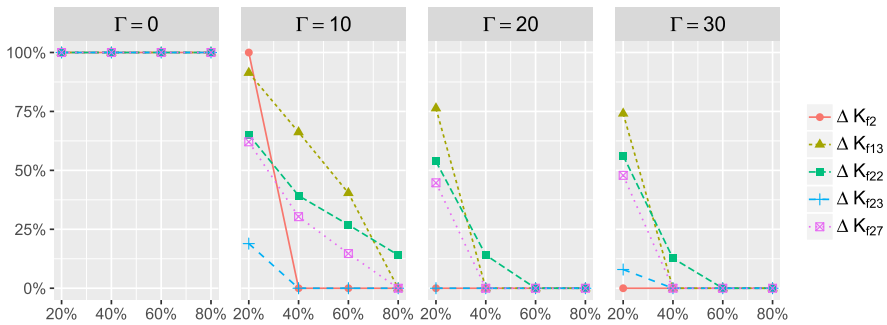 Γ = 0 Γ = 10 Γ = 20 Γ = 30
100%
75%
50%
25%
0%
20% 40% 60% 80% 20% 40% 60% 80% 20% 40% 60% 80% 20% 40% 60% 80%
Δ Kf2
Δ Kf13
Δ Kf22
Δ Kf23
Δ Kf27